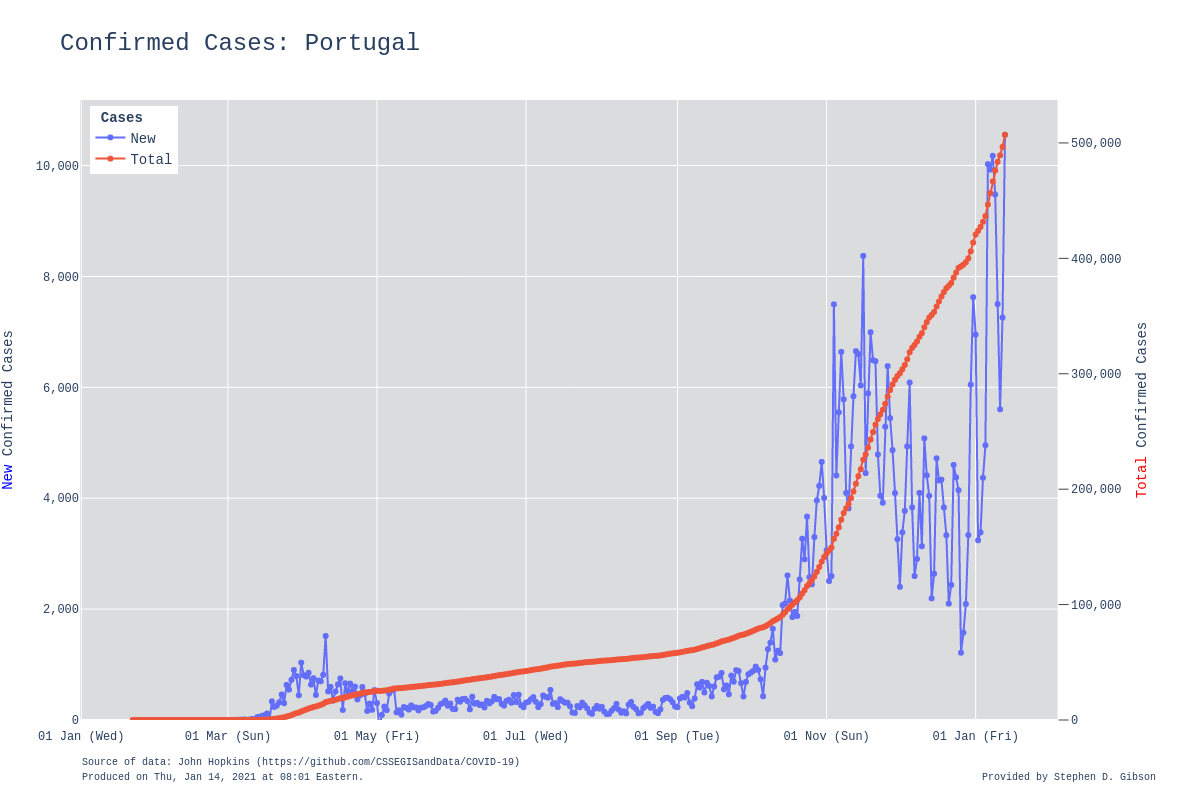 Confirmed Cases: Portugal
Cases
New
Total
10,000
8,000
6,000
4,000
2,000
0
New Confirmed Cases
500,000
400,000
300,000
200,000
100,000
0
Total Confirmed Cases
01 Jan (Wed) 01 Mar (Sun) 01 May (Fri) 01 Jul (Wed) 01 Sep (Tue) 01 Nov (Sun) 01 Jan (Fri)
Source of data: John Hopkins (https://github.com/CSSEGISandData/COVID-19)
Produced on Thu, Jan 14, 2021 at 08:01 Eastern.
Provided by Stephen D. Gibson